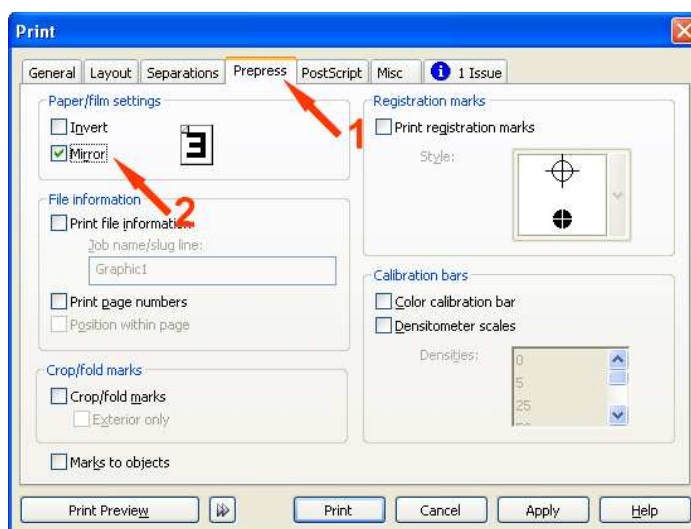 Print
General Layout Separations Prepress PostScript Misc 1 Issue
Paper/film settings
Invert
Mirror
E
1
2
File information
Print file information
Job name/slug line:
Graphic1
Print page numbers
Position within page
Crop/fold marks
Crop/fold marks
Exterior only
Marks to objects
Registration marks
Print registration marks
Style:
Calibration bars
Color calibration bar
Densitometer scales
Densities:
0
5
25
Print Preview Print Cancel Apply Help